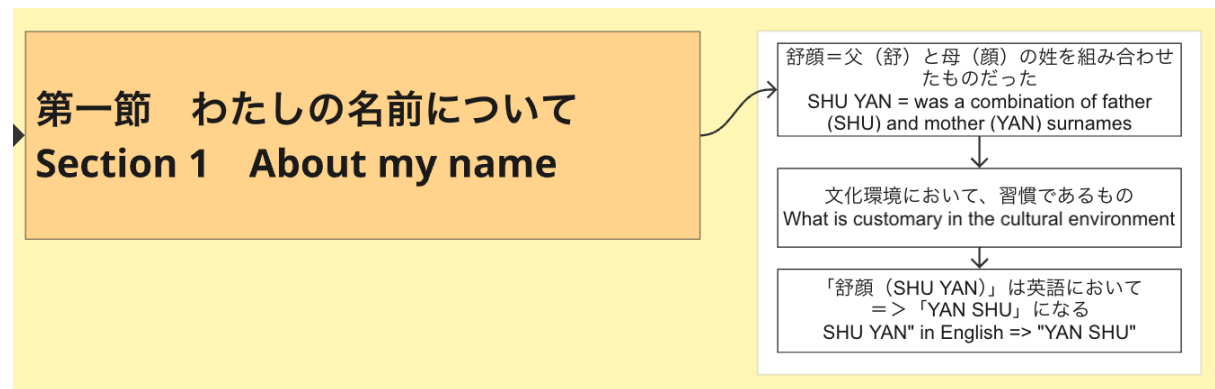 第一節　わたしの名前について
Section 1　About my name
舒顔＝父（舒）と母（顔）の姓を組み合わせ
たものだった
SHU YAN = was a combination of father
(SHU) and mother (YAN) surnames
文化環境において、習慣であるもの
What is customary in the cultural environment
「舒顔（SHU YAN）」は英語において
＝＞「YAN SHU」になる
SHU YAN" in English => "YAN SHU"